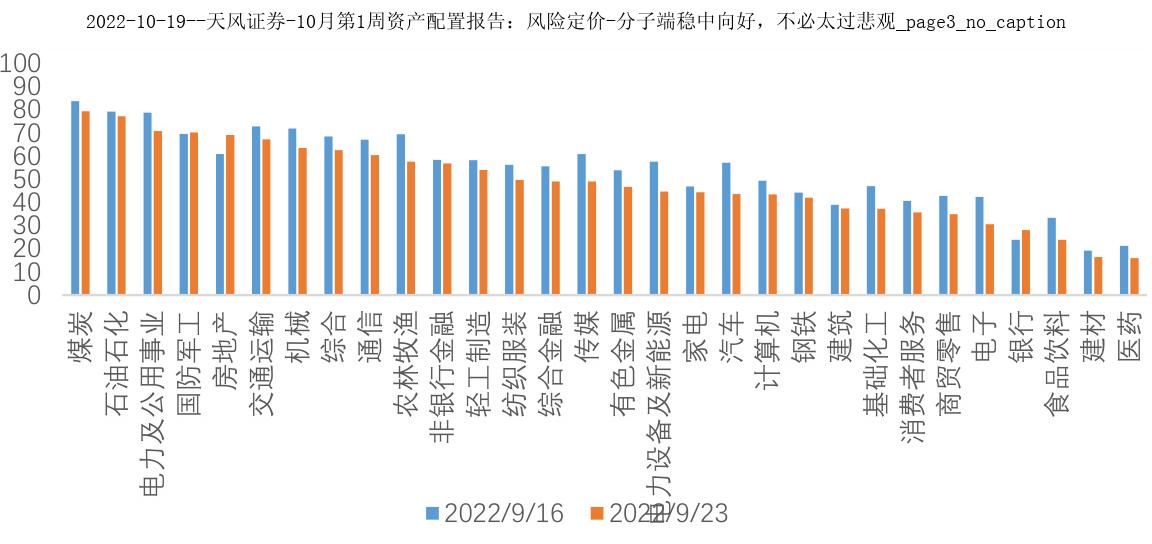 2022-10-19--天风证券-10月第1周资产配置报告：风险定价-分子端稳中向好，不必太过悲观_page3_no_caption
100
90
80
70
60
50
40
30
20
10
0
煤炭
石油石化
电力及公用事业
国防军工
房地产
交通运输
机械
综合
通信
农林牧渔
非银行金融
轻工制造
纺织服装
综合金融
传媒
有色金属
电力设备及新能源
家电
汽车
计算机
钢铁
建筑
基础化工
消费者服务
商贸零售
电子
银行
食品饮料
建材
医药
2022/9/16
2022/9/23